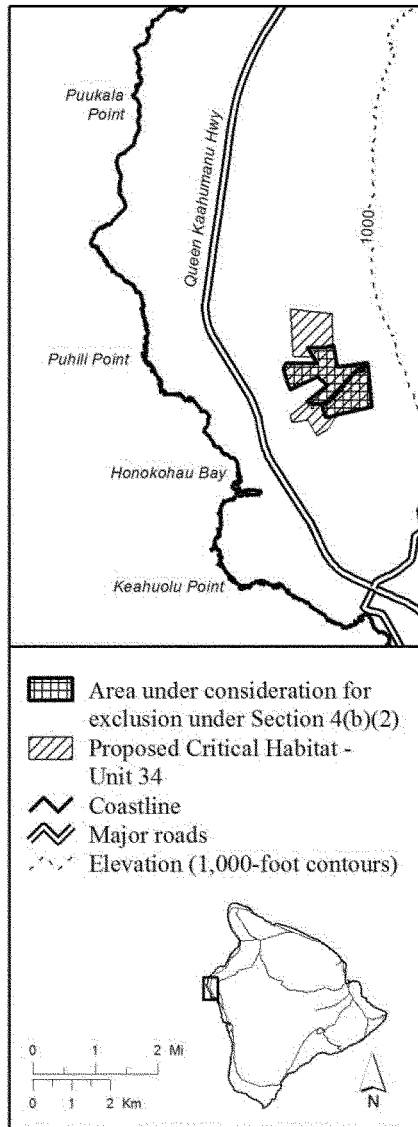 Puukala
Point
Queen Kaahumanu Hwy
1000
Puhili Point
Honokohau Bay
Keahuolu Point
Area under consideration for
exclusion under Section 4(b)(2)
Proposed Critical Habitat -
Unit 34
Coastline
Major roads
Elevation (1,000-foot contours)
0 1 2 Mi
0 1 2 Km
N